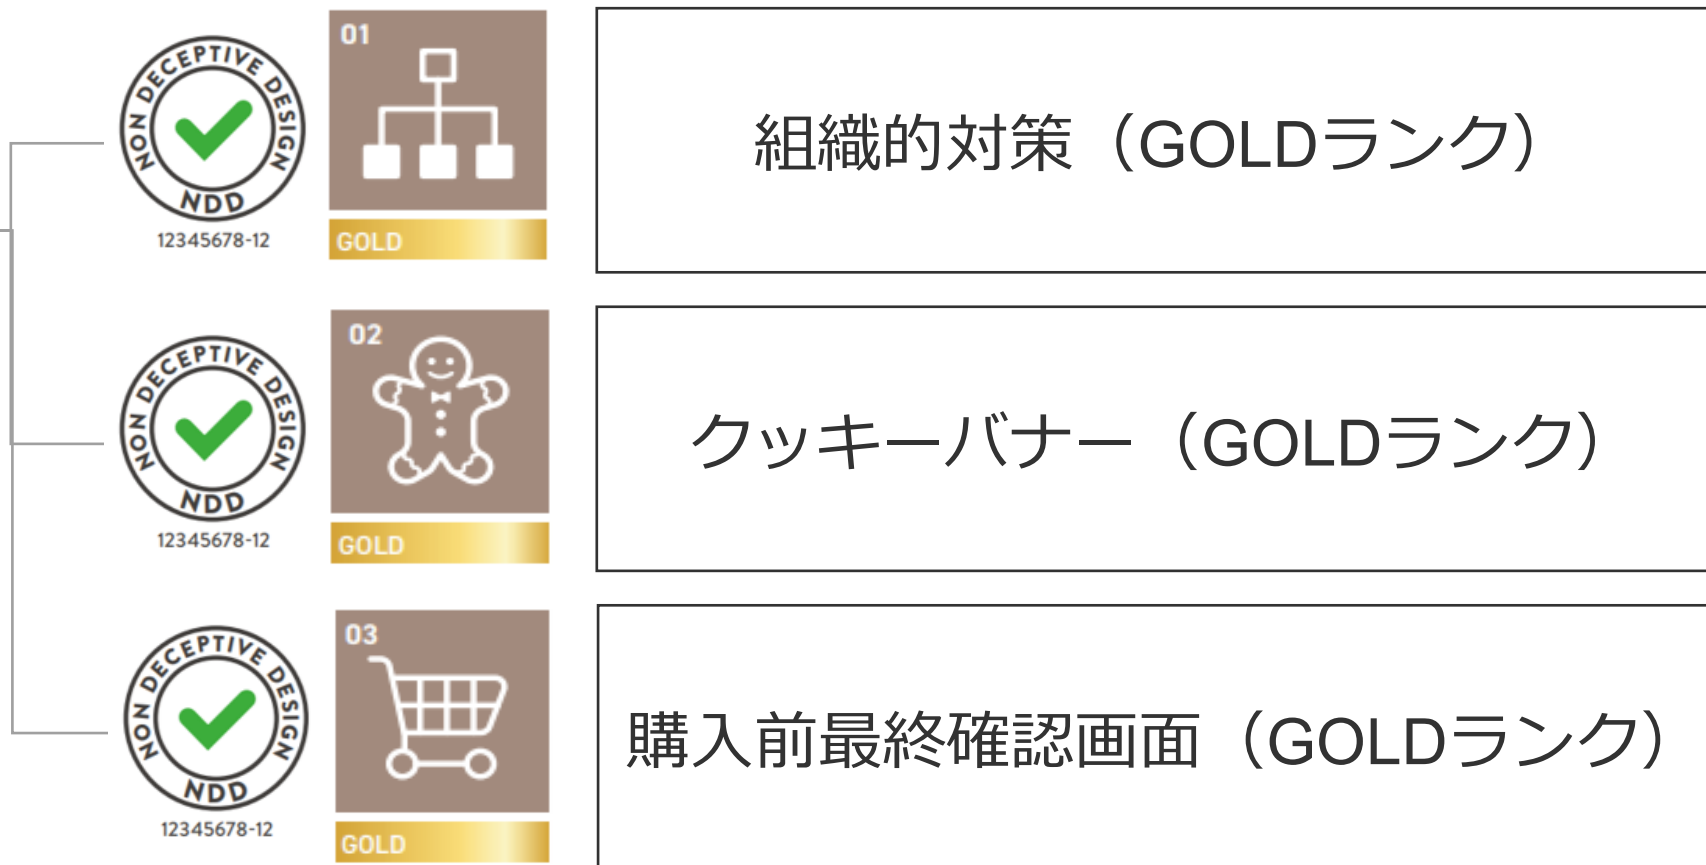 NON DECEPTIVE DESIGN
NDD
12345678-12
01
GOLD
組織的対策（GOLDランク）
NON DECEPTIVE DESIGN
NDD
12345678-12
02
GOLD
クッキーバナー（GOLDランク）
NON DECEPTIVE DESIGN
NDD
12345678-12
03
GOLD
購入前最終確認画面（GOLDランク）